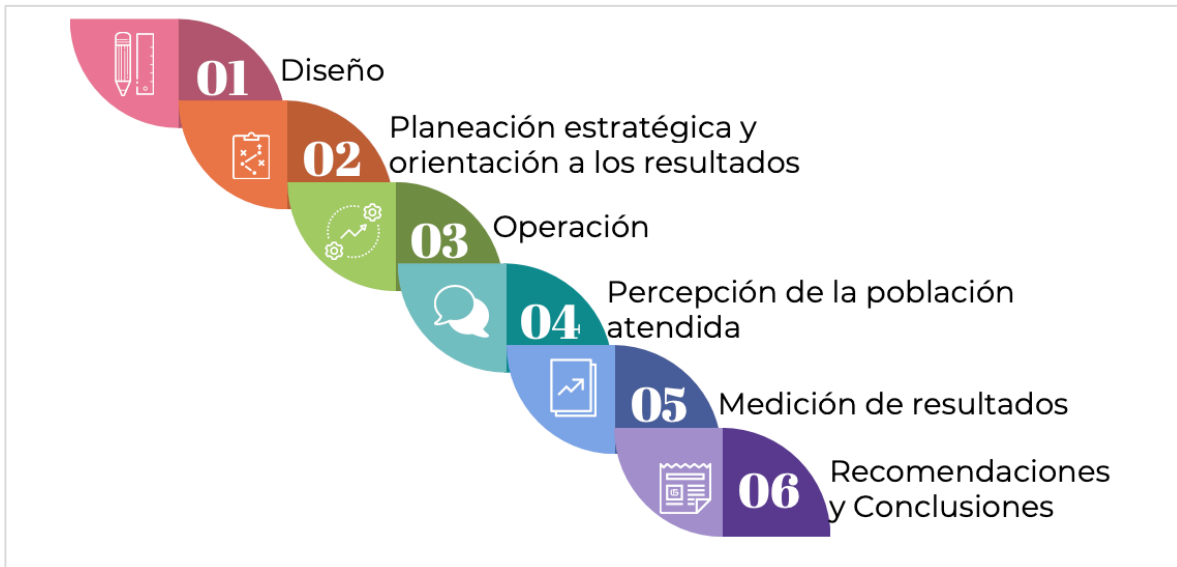 01 Diseño
02 Planeación estratégica y
orientación a los resultados
03 Operación
04 Percepción de la población
atendida
05 Medición de resultados
06 Recomendaciones
y Conclusiones